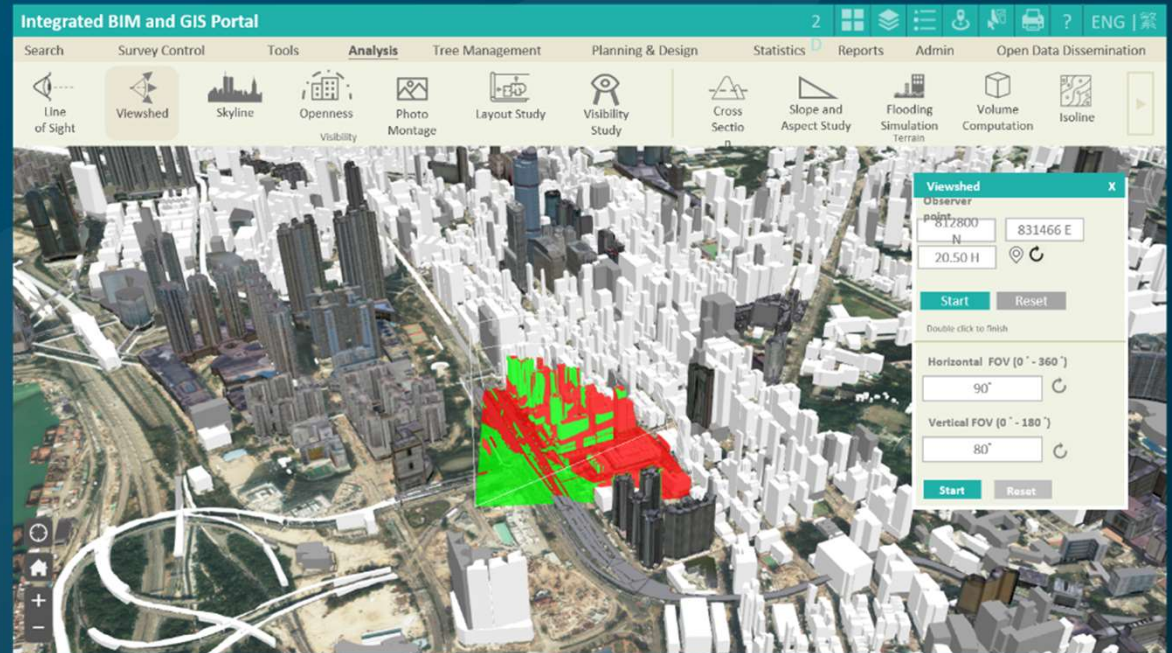 Integrated BIM and GIS Portal
2
D
? ENG | 繁
Search Survey Control Tools Analysis Tree Management Planning & Design Statistics Reports Admin Open Data Dissemination
Line
of Sight
Viewshed
Skyline
Openness
Photo
Montage
Layout Study
Visibility
Study
Visibility
Cross
Sectio
n
Slope and
Aspect Study
Flooding
Simulation
Volume
Computation
Isoline
Terrain
Viewshed X
Observer
point
812800
N
831466 E
20.50 H
Start Reset
Double click to finish
Horizontal FOV (0˚- 360˚)
90˚
Vertical FOV (0˚- 180˚)
80˚
Start Reset
+
−